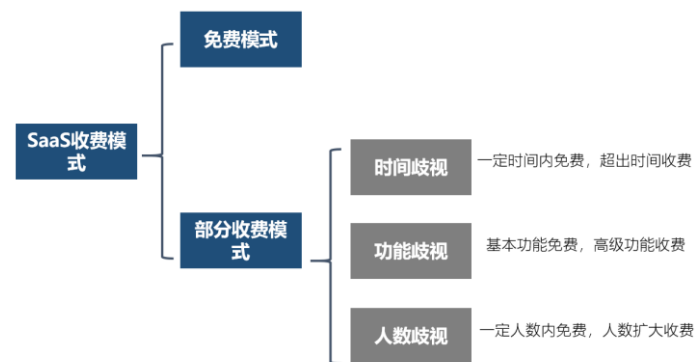 免费模式
SaaS收费模
式
时间歧视
一定时间内免费，超出时间收费
部分收费模
式
功能歧视
基本功能免费，高级功能收费
人数歧视
一定人数内免费，人数扩大收费